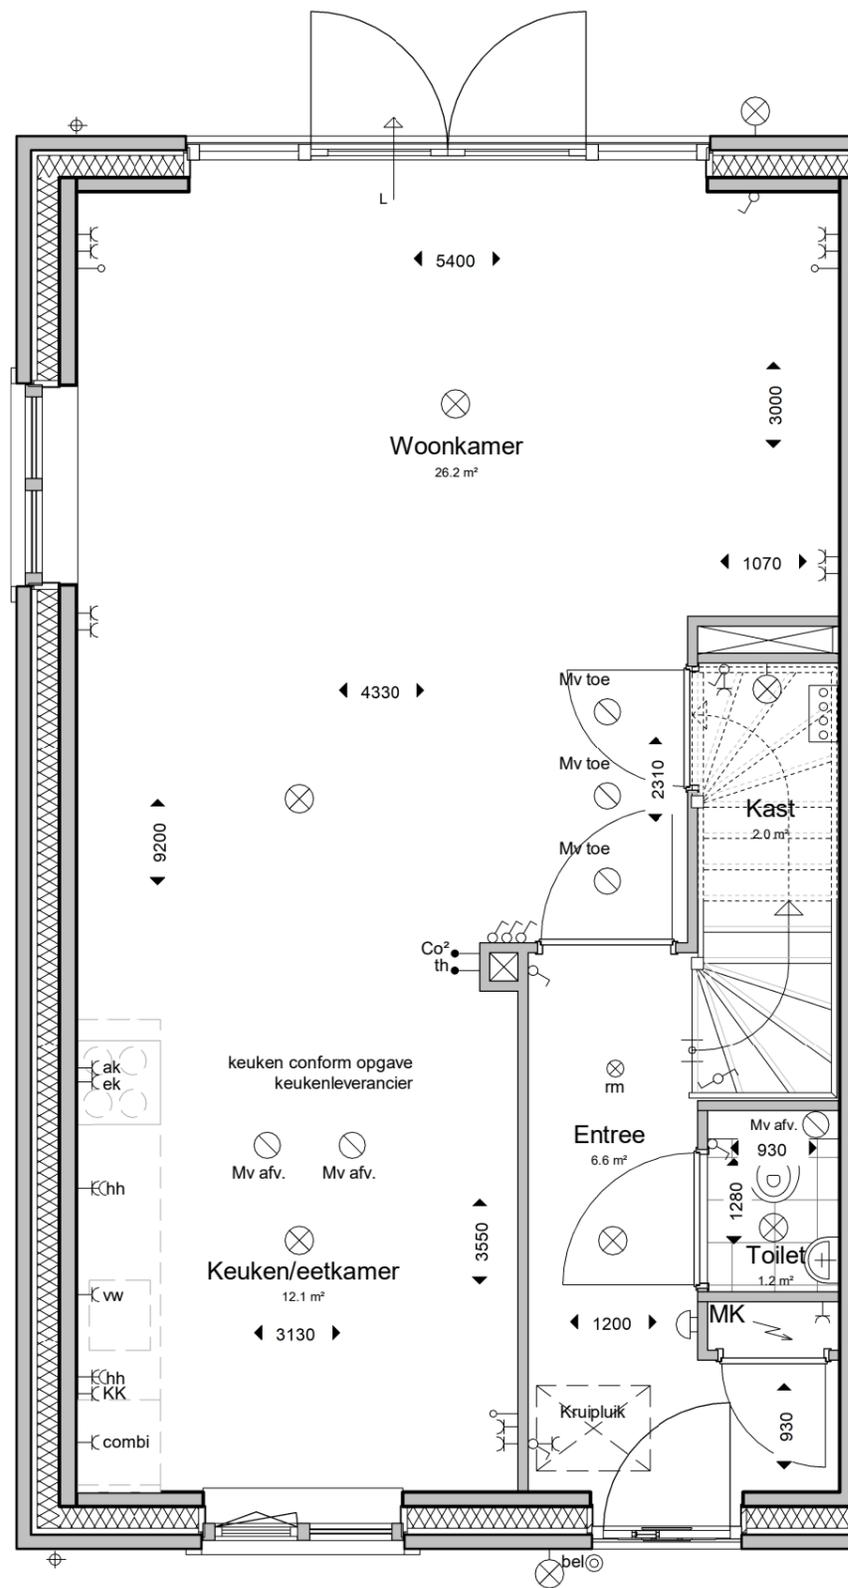 L
5400
3000
Woonkamer
26.2 m²
1070
Mv toe
4330
Mv toe
2310
Kast
2.0 m²
9200
Mv toe
Co²
th
keuken conform opgave
keukenleverancier
ak
ek
rm
Entree
6.6 m²
Mv afv.
930
1280
Toilet
1.2 m²
Mv afv.
Mv afv.
hh
3550
Keuken/eetkamer
12.1 m²
vw
3130
1200
MK
hh
KK
Kruipluik
930
combi
bel